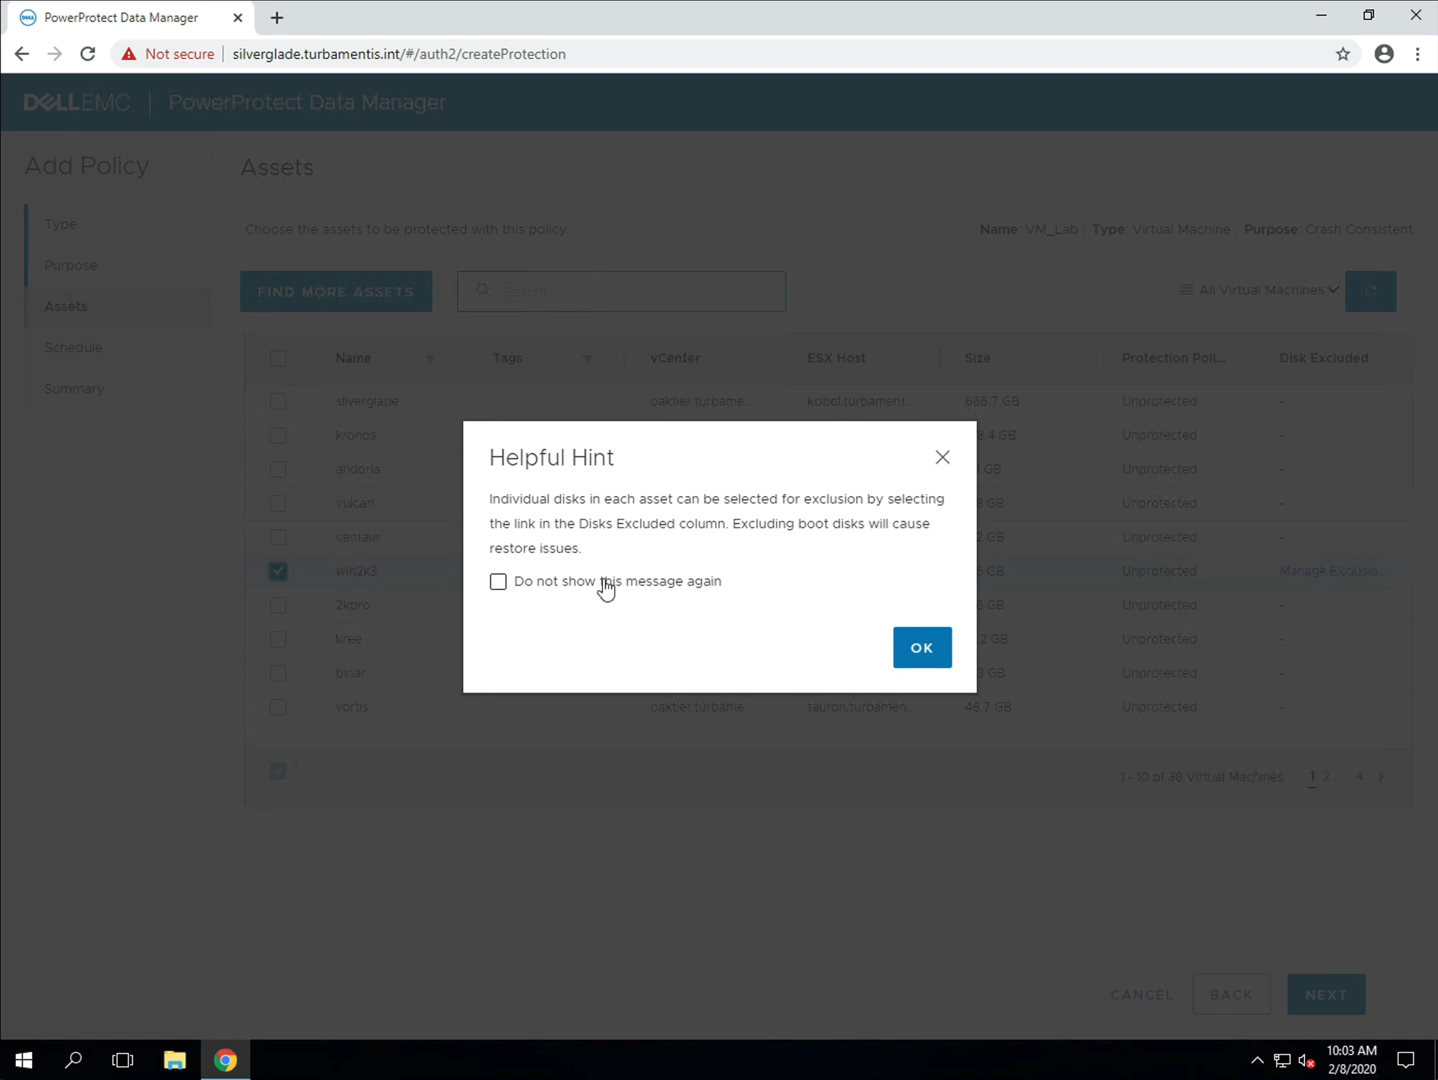 PowerProtect Data Manager
Not secure
silverglade.turbamentis.int/#/auth2/createProtection
DELLEMC
PowerProtect Data Manager
Add Policy
Type
Purpose
Assets
Schedule
Summary
Assets
Choose the assets to be protected with this policy.
Name: VM_Lab Type: Virtual Machine Purpose: Crash Consistent
FIND MORE ASSETS
Search
All Virtual Machines
Name Tags vCenter ESX Host Size Protection Poli... Disk Excluded
silverglade oaktier.turbame... kobol.turbament... 666.7 GB Unprotected -
kronos GB Unprotected -
andoria GB Unprotected -
vulcan GB Unprotected -
centaur GB Unprotected -
win2k3 GB Unprotected Manage Exclusio...
2kpro GB Unprotected -
kree GB Unprotected -
binar GB Unprotected -
vortis oaktier.turbame... tauron.turbamen... 48.7 GB Unprotected -
Helpful Hint
Individual disks in each asset can be selected for exclusion by selecting
the link in the Disks Excluded column. Excluding boot disks will cause
restore issues.
Do not show this message again
OK
1 - 10 of 38 Virtual Machines 1 2 ... 4 >
CANCEL
BACK
NEXT
10:03 AM
2/8/2020